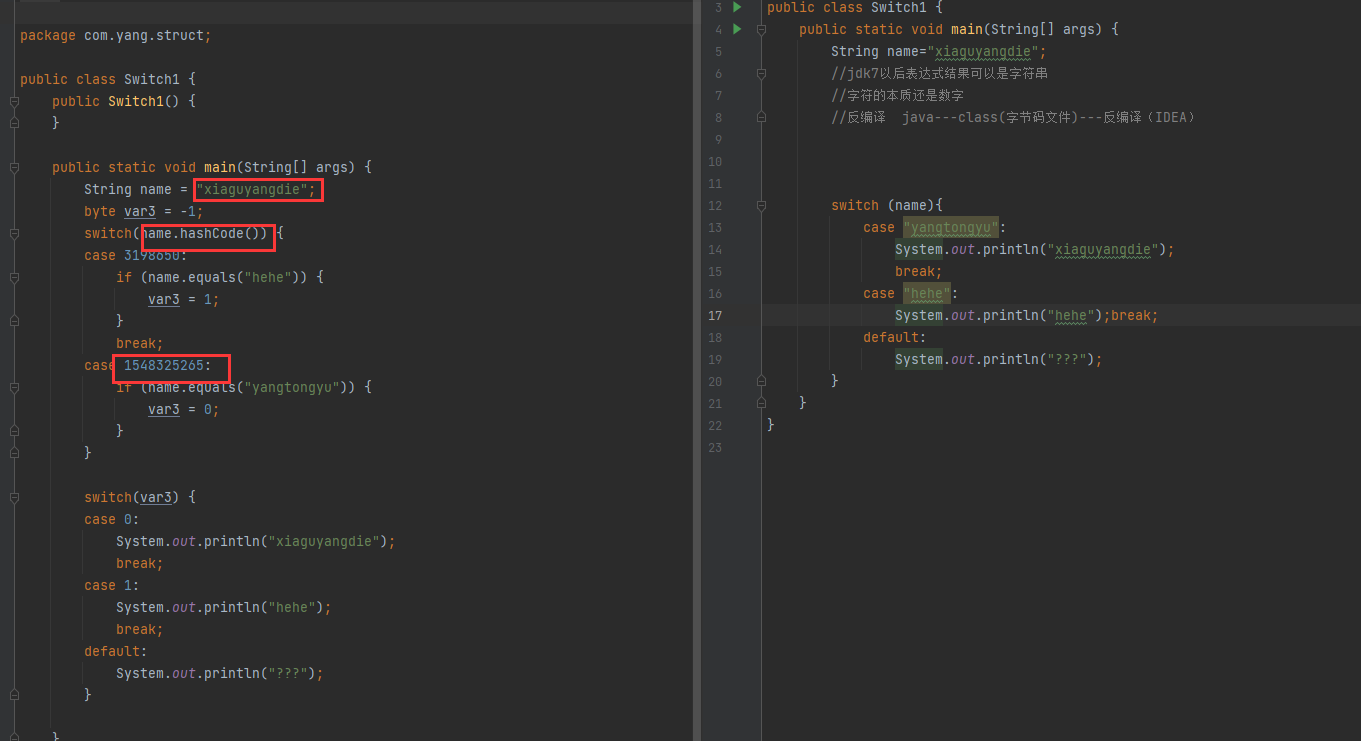 package com.yang.struct;
public class Switch1 {
public Switch1() {
}
public static void main(String[] args) {
String name = "xiaguyangdie";
byte var3 = -1;
switch(name.hashCode()) {
case 3198650:
if (name.equals("hehe")) {
var3 = 1;
}
break;
case 1548325265:
if (name.equals("yangtongyu")) {
var3 = 0;
}
}
switch(var3) {
case 0:
System.out.println("xiaguyangdie");
break;
case 1:
System.out.println("hehe");
break;
default:
System.out.println("???");
}
}
3 public class Switch1 {
4 public static void main(String[] args) {
5 String name="xiaguyangdie";
6 //jdk7以后表达式结果可以是字符串
7 //字符的本质还是数字
8 //反编译 java---class(字节码文件)---反编译（IDEA）
9
10
11
12 switch (name){
13 case "yangtongyu":
14 System.out.println("xiaguyangdie");
15 break;
16 case "hehe":
17 System.out.println("hehe");break;
18 default:
19 System.out.println("???");
20 }
21 }
22 }
23